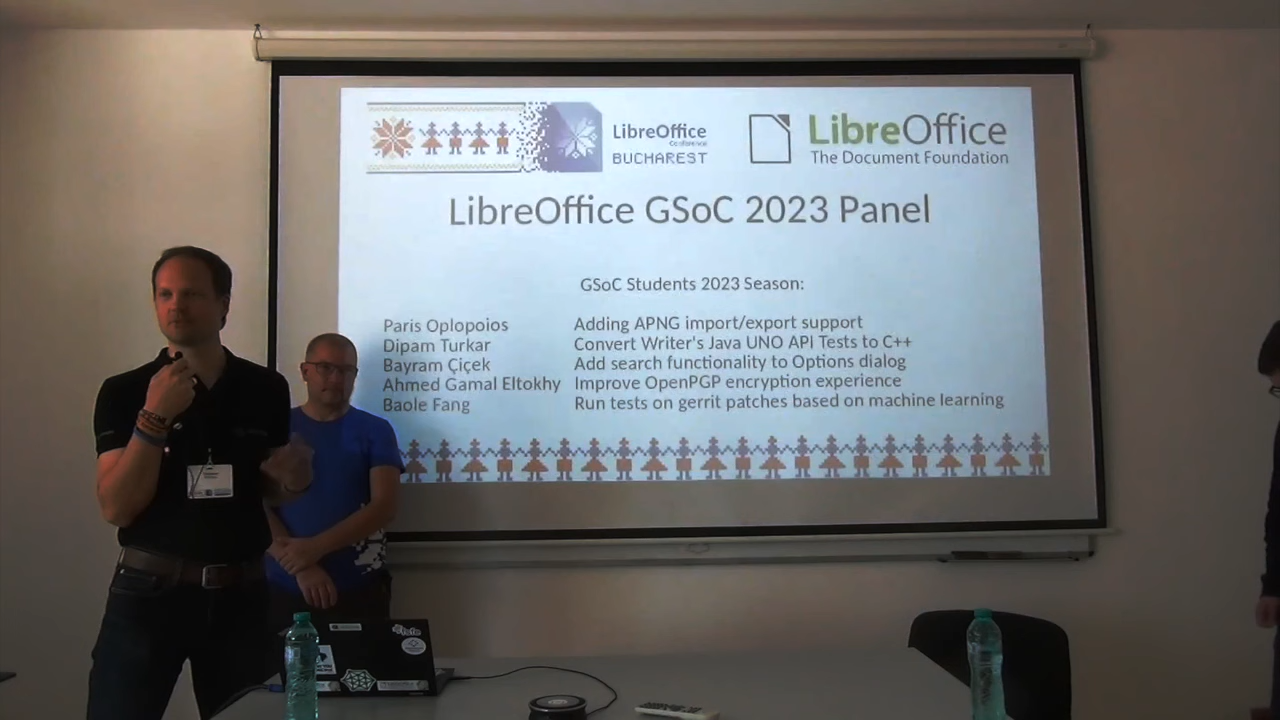 LibreOffice
Conference
BUCHAREST
LibreOffice
The Document Foundation
LibreOffice GSoC 2023 Panel
GSoC Students 2023 Season:
Paris Oplopoios Adding APNG import/export support
Dipam Turkar Convert Writer's Java UNO API Tests to C++
Bayram Çiçek Add search functionality to Options dialog
Ahmed Gamal Eltokhy Improve OpenPGP encryption experience
Baole Fang Run tests on gerrit patches based on machine learning